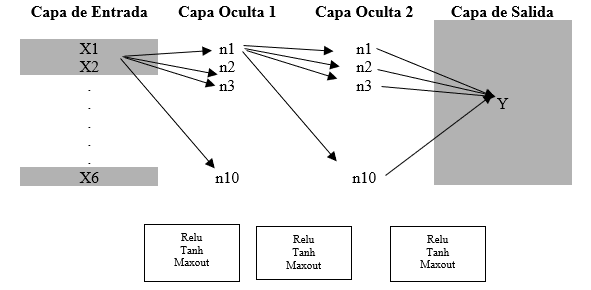 Capa de Entrada Capa Oculta 1 Capa Oculta 2 Capa de Salida
X1 n1 n1
X2 n2 n2
n3 n3
.
.
.
.
.
Y
X6 n10 n10
Relu Relu Relu
Tanh Tanh Tanh
Maxout Maxout Maxout